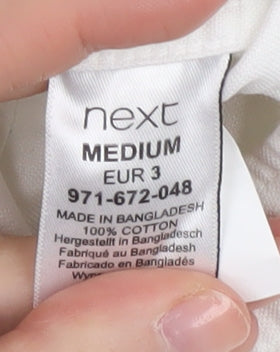 next
MEDIUM
EUR 3
971-672-048
MADE IN BANGLADESH
100% COTTON
Hergestellt in Bangladesch
Fabriqué au Bangladesh
Fabricado en Bangladés